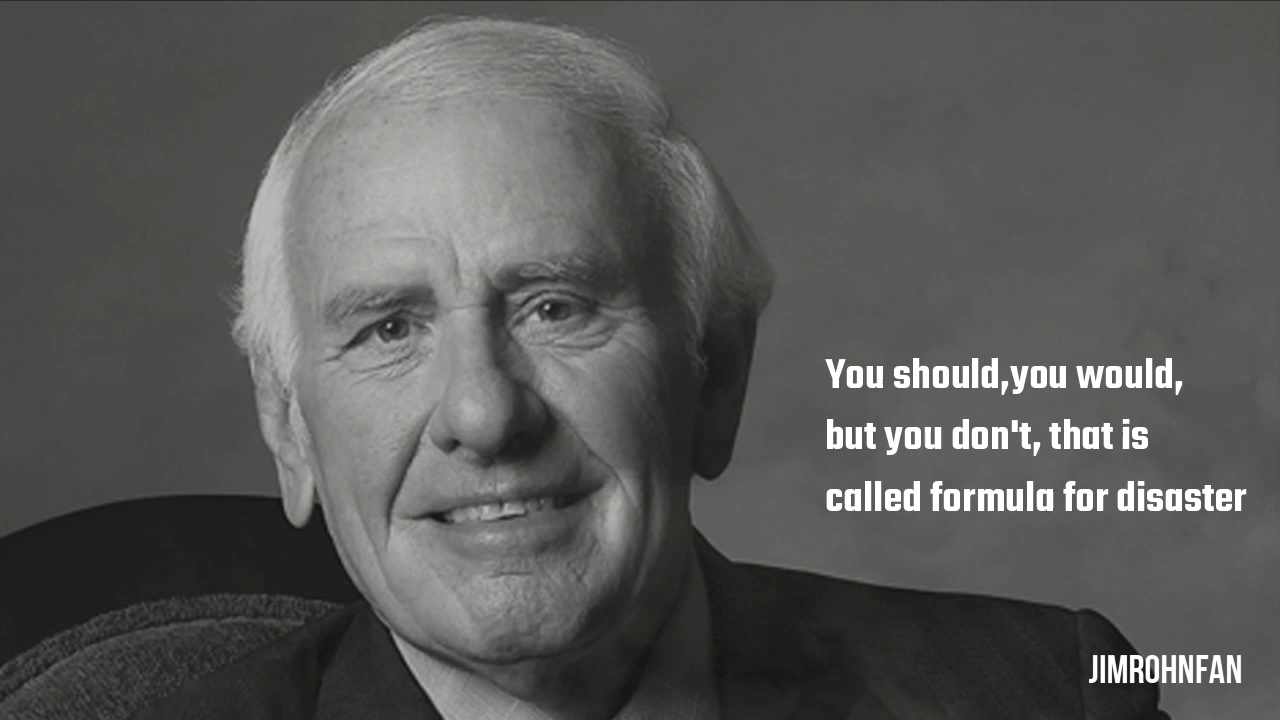 You should,you would,
but you don't, that is
called formula for disaster
JIMROHNFAN